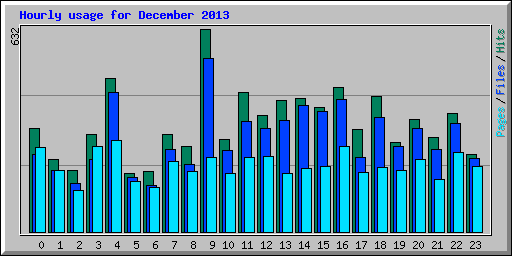 Hourly usage for December 2013
632
Pages / Files / Hits
0 1 2 3 4 5 6 7 8 9 10 11 12 13 14 15 16 17 18 19 20 21 22 23